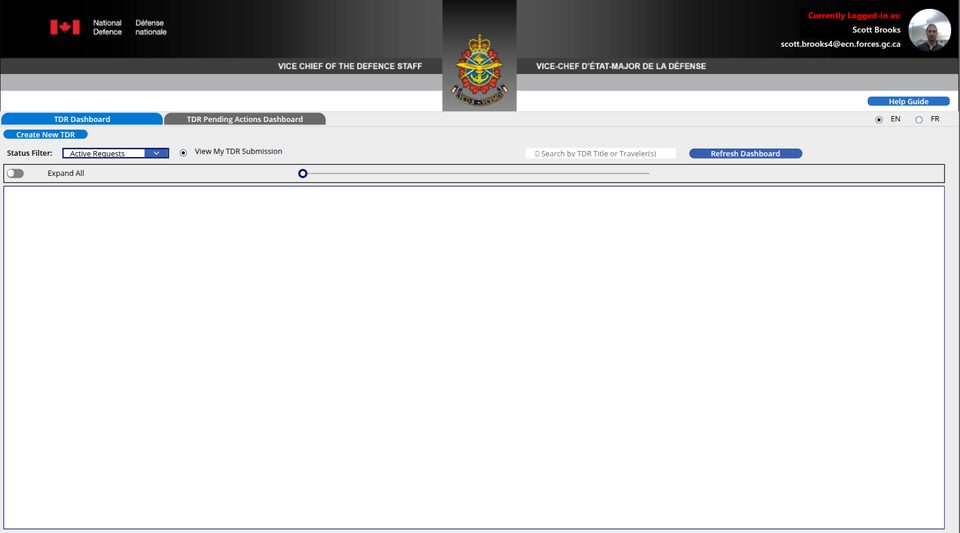 National Defence
Défense nationale
Currently Logged-in as:
Scott Brooks
scott.brooks4@ecn.forces.gc.ca
VICE CHIEF OF THE DEFENCE STAFF
VICE-CHEF D'ÉTAT-MAJOR DE LA DÉFENSE
Help Guide
TDR Dashboard
TDR Pending Actions Dashboard
EN
FR
Create New TDR
Status Filter:
Active Requests
View My TDR Submission
Search by TDR Title or Traveler(s)
Refresh Dashboard
Expand All